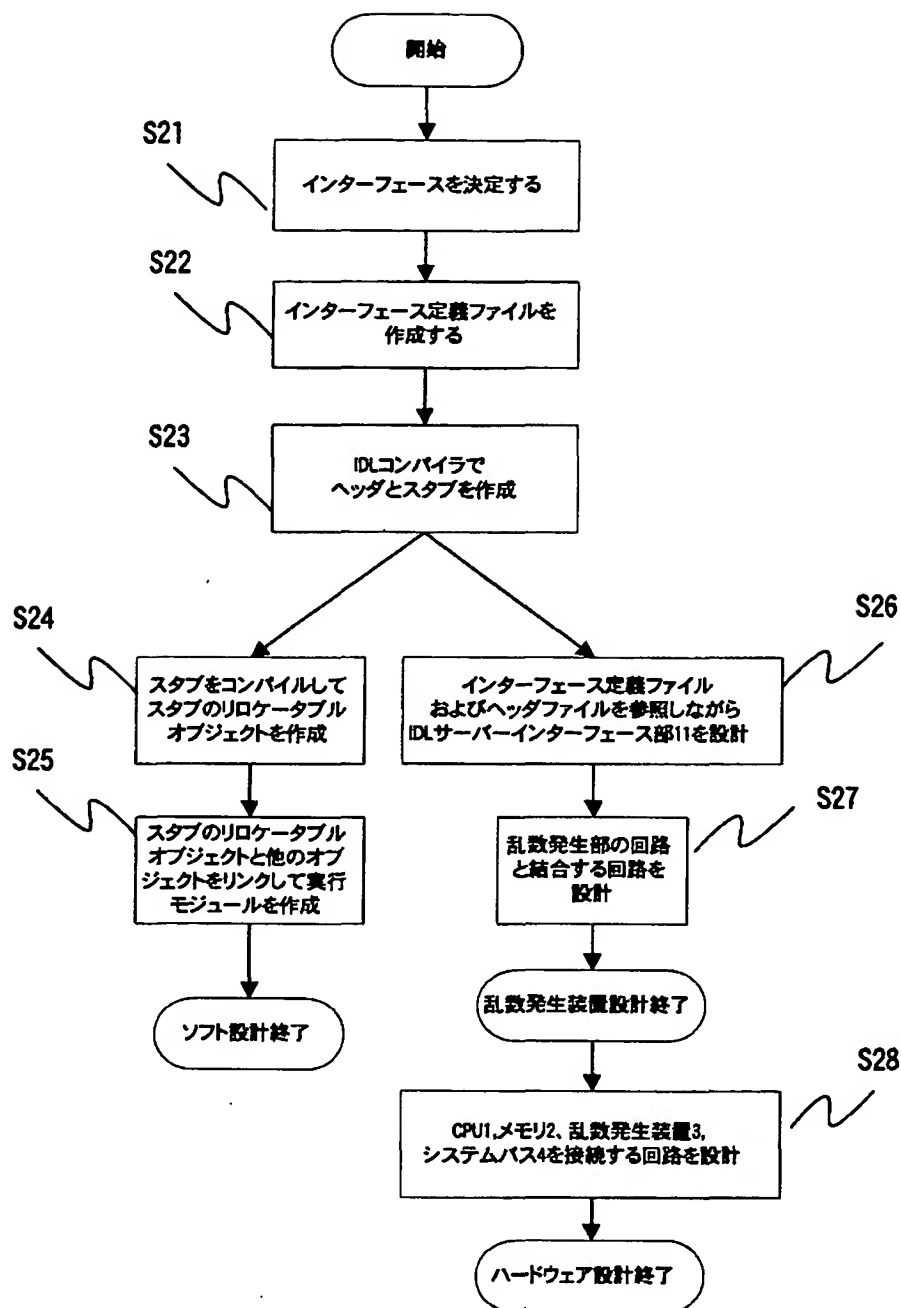 開始
S21
インターフェースを決定する
S22
インターフェース定義ファイルを
作成する
S23
IDLコンパイラで
ヘッダとスタブを作成
S24
スタブをコンパイルして
スタブのリロケータブル
オブジェクトを作成
S25
スタブのリロケータブル
オブジェクトと他のオブ
ジェクトをリンクして実行
モジュールを作成
ソフト設計終了
S26
インターフェース定義ファイル
およびヘッダファイルを参照しながら
IDLサーバーインターフェース部11を設計
S27
乱数発生部の回路
と結合する回路を
設計
乱数発生装置設計終了
S28
CPU1,メモリ2、乱数発生装置3,
システムバス4を接続する回路を設計
ハードウェア設計終了